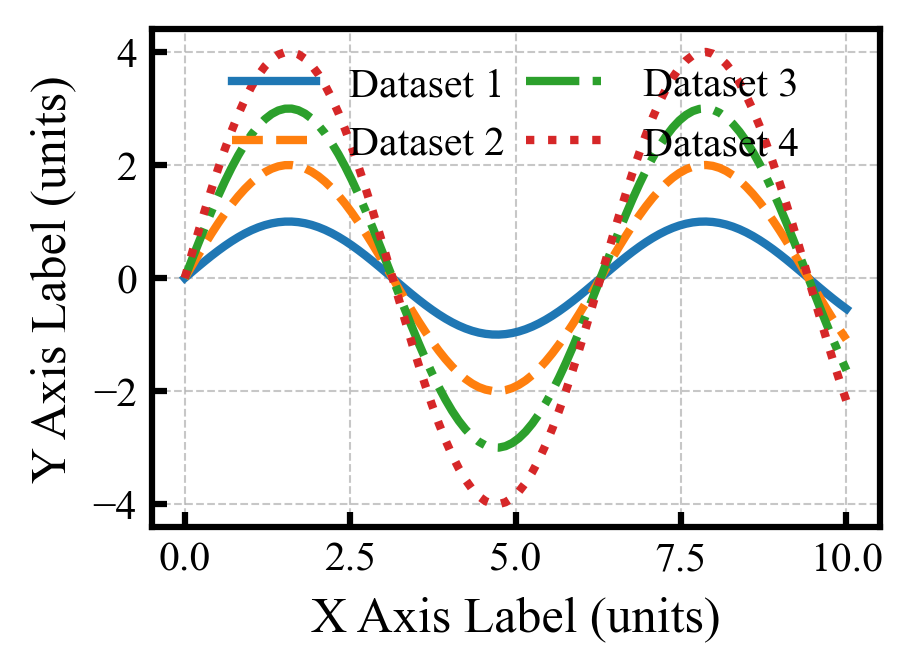 4
2
0
−2
−4
Y Axis Label (units)
Dataset 1
Dataset 2
Dataset 3
Dataset 4
0.0 2.5 5.0 7.5 10.0
X Axis Label (units)